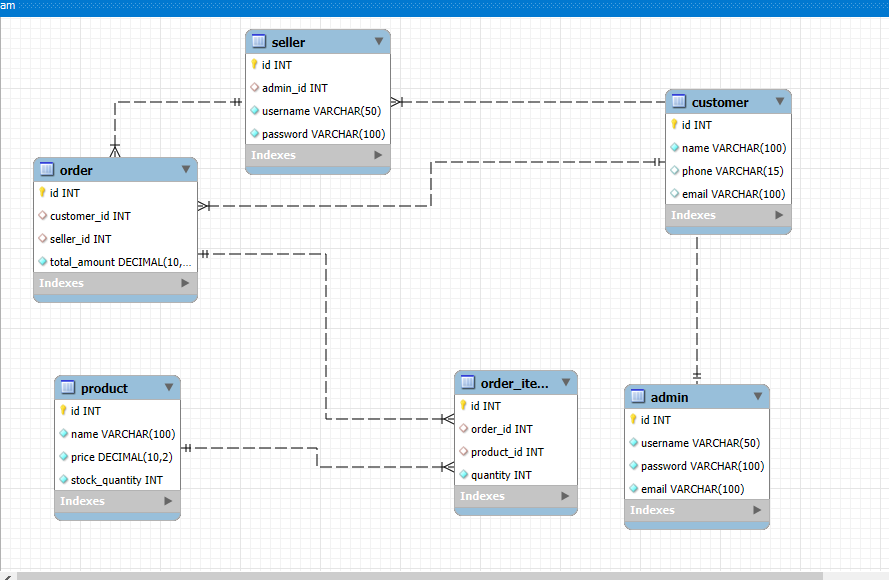 am
seller
id INT
admin_id INT
username VARCHAR(50)
password VARCHAR(100)
Indexes
customer
id INT
name VARCHAR(100)
phone VARCHAR(15)
email VARCHAR(100)
Indexes
order
id INT
customer_id INT
seller_id INT
total_amount DECIMAL(10,...
Indexes
product
id INT
name VARCHAR(100)
price DECIMAL(10,2)
stock_quantity INT
Indexes
order_ite...
id INT
order_id INT
product_id INT
quantity INT
Indexes
admin
id INT
username VARCHAR(50)
password VARCHAR(100)
email VARCHAR(100)
Indexes